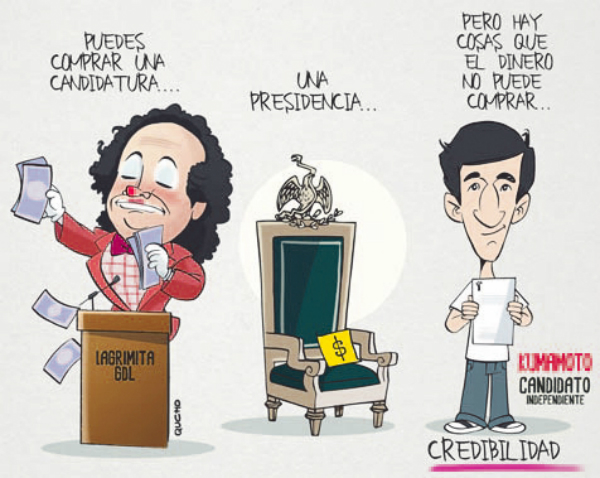 PUEDES
COMPRAR UNA
CANDIDATURA....
UNA
PRESIDENCIA...
PERO HAY
COSAS QUE
EL DINERO
NO PUEDE
COMPRAR...
LAGRIMITA
GDL
QUCHO
$
KUMAMOTO
CANDIDATO
INDEPENDIENTE
CREDIBILIDAD